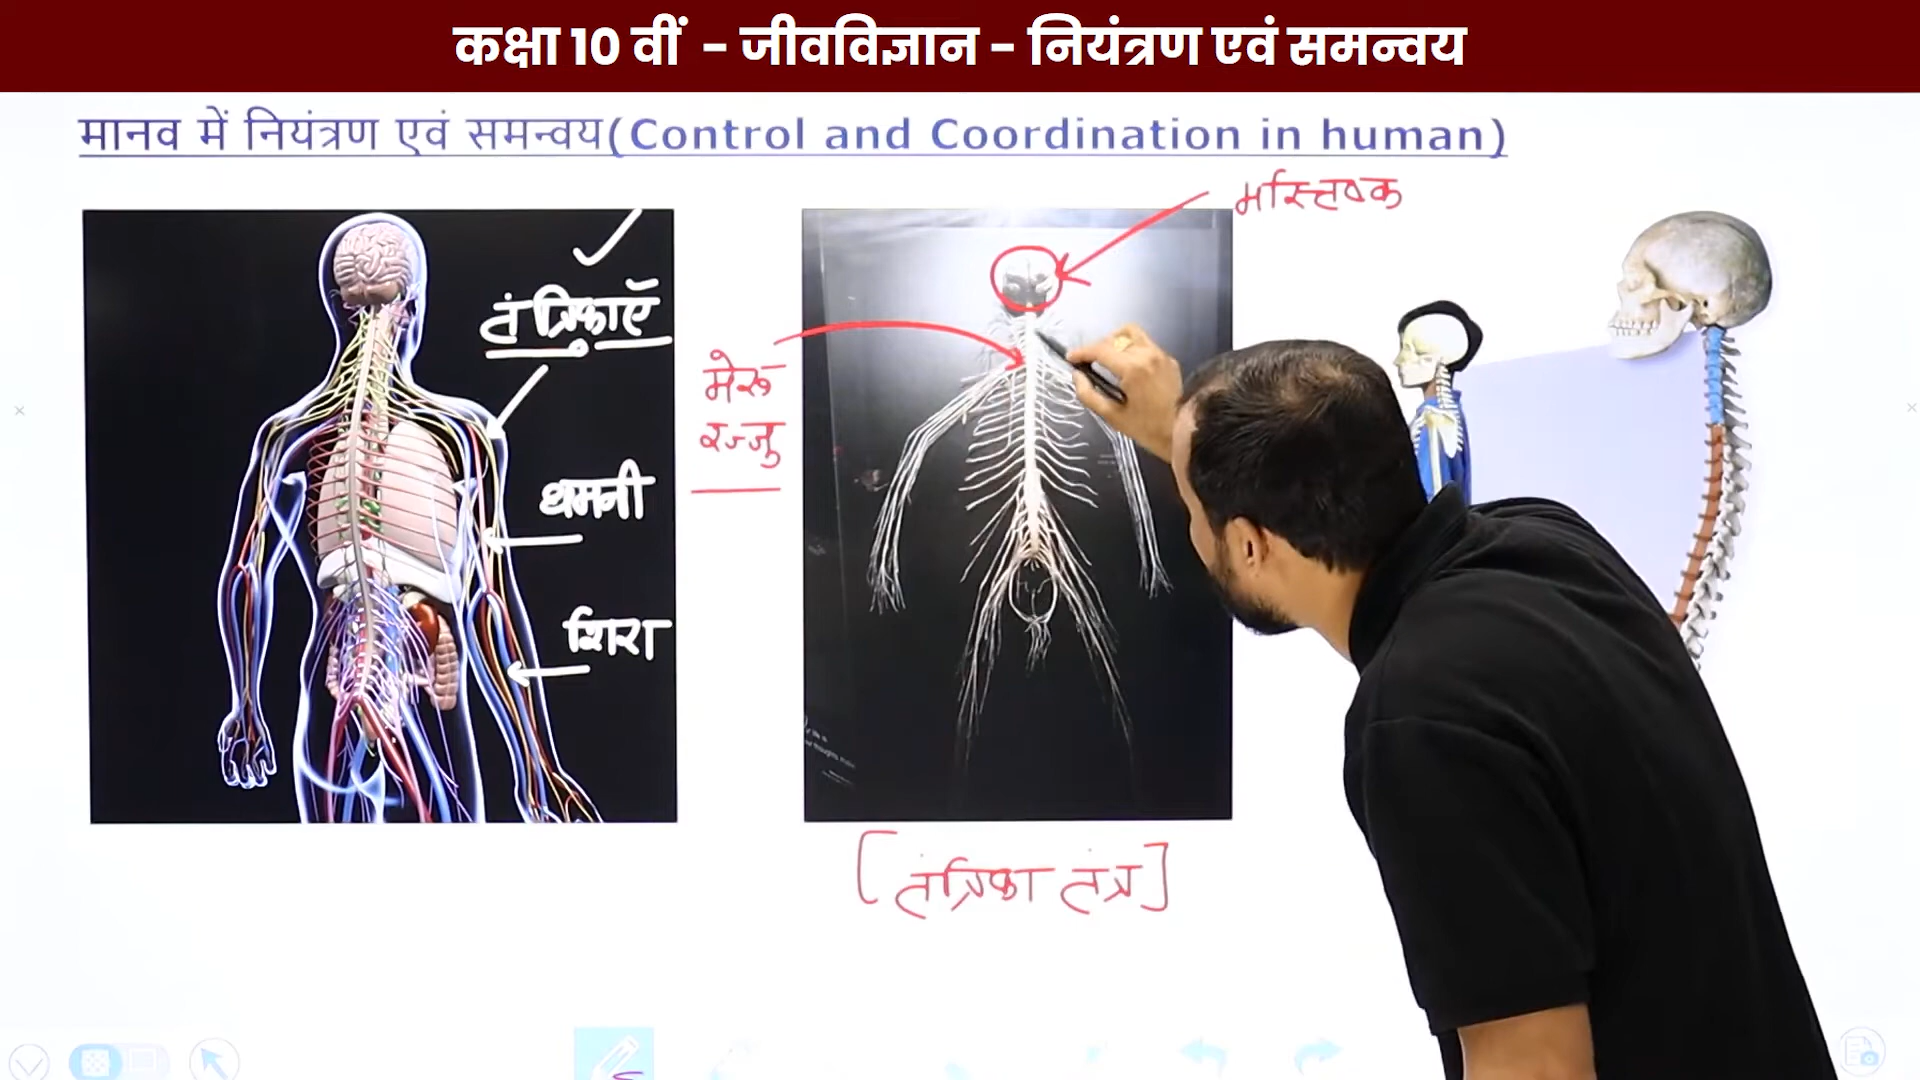 कक्षा 10 वीं - जीवविज्ञान - नियंत्रण एवं समन्वय
मानव में नियंत्रण एवं समन्वय(Control and Coordination in human)
मस्तिष्क
तंत्रिकाएँ
मेरू
रज्जु
धमनी
शिरा
[तंत्रिका तंत्र]